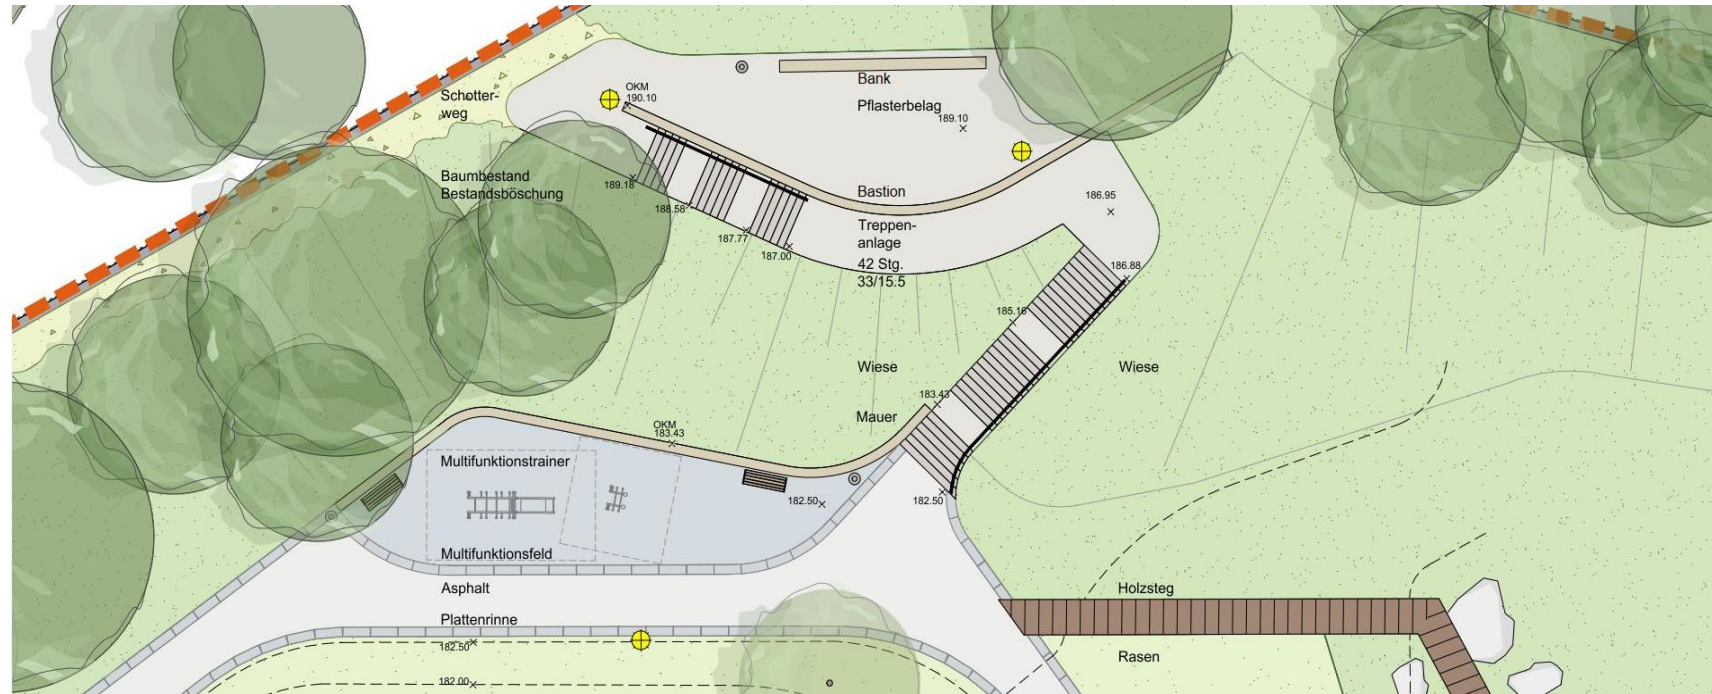 Schotter-
weg
OKM
190.10
Bank
Pflasterbelag
189.10
Baumbestand
Bestandsböschung
189.18
188.58
187.77
187.00
Bastion
Treppen-
anlage
42 Stg.
33/15.5
186.95
186.88
185.16
Wiese
Wiese
183.43
Mauer
OKM
183.43
Multifunktionstrainer
182.50
182.50
Multifunktionsfeld
Asphalt
Holzsteg
Plattenrinne
182.50
Rasen
182.00